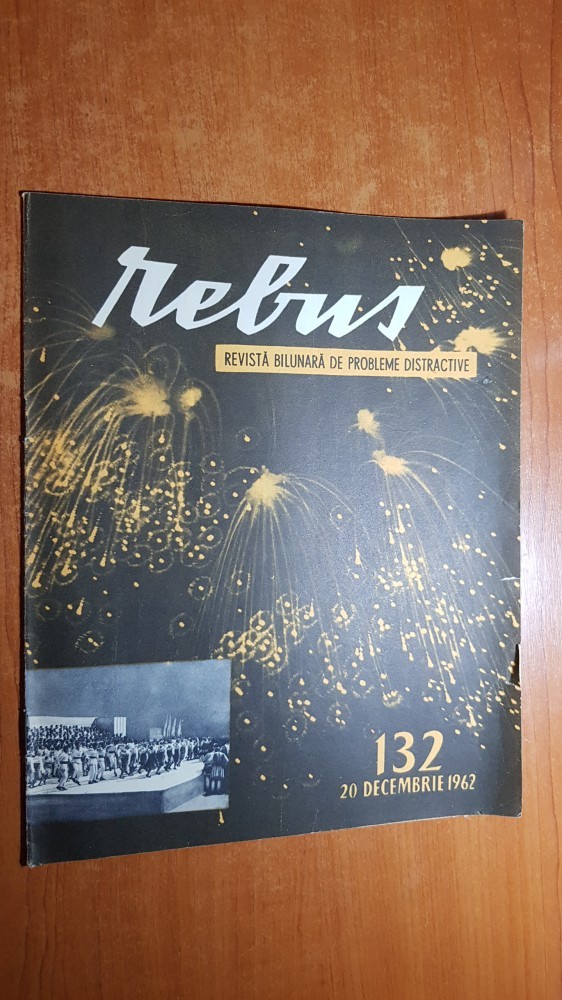 rebus
REVISTĂ BILUNARĂ DE PROBLEME DISTRACTIVE
132
20 DECEMBRIE 1962